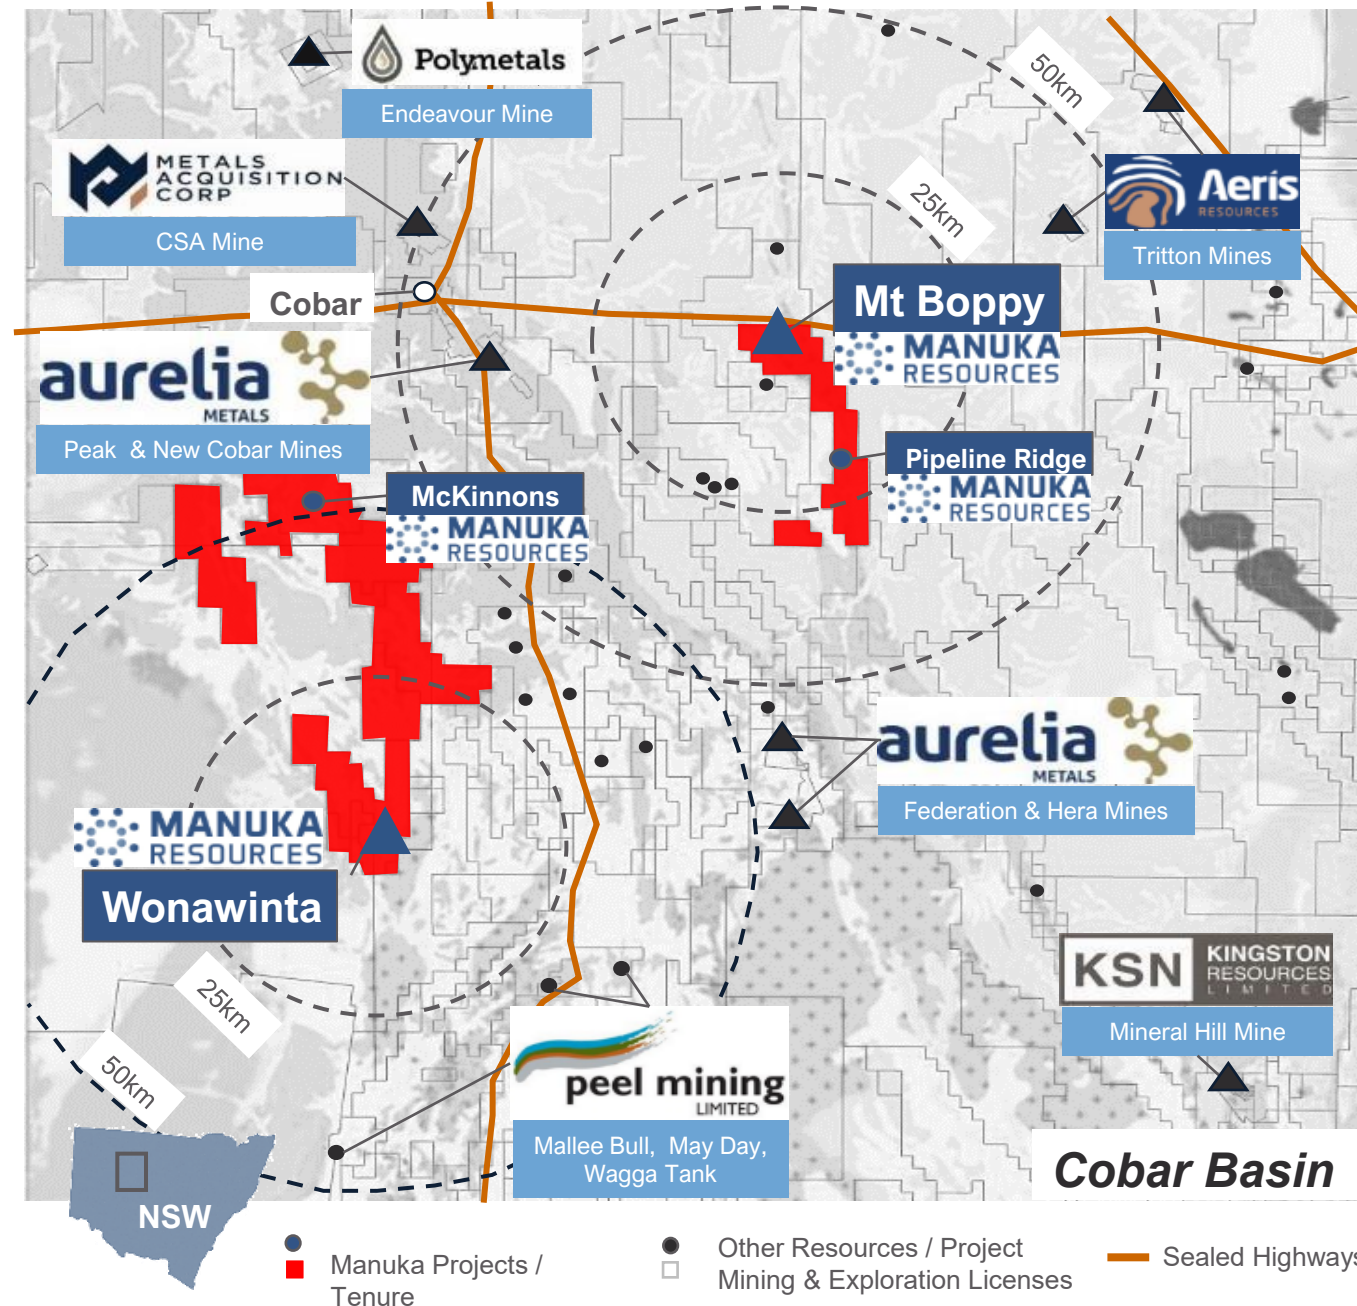 Polymetals
Endeavour Mine
50km
METALS
ACQUISITION
CORP
CSA Mine
25km
Aeris
RESOURCES
Tritton Mines
Cobar
Mt Boppy
MANUKA
RESOURCES
aurelia
METALS
Peak & New Cobar Mines
Pipeline Ridge
MANUKA
RESOURCES
McKinnons
MANUKA
RESOURCES
aurelia
METALS
Federation & Hera Mines
MANUKA
RESOURCES
Wonawinta
KSN
KINGSTON
RESOURCES
LIMITED
Mineral Hill Mine
25km
50km
peel mining
LIMITED
Mallee Bull, May Day,
Wagga Tank
Cobar Basin
NSW
Manuka Projects /
Tenure
Other Resources / Project
Mining & Exploration Licenses
Sealed Highways